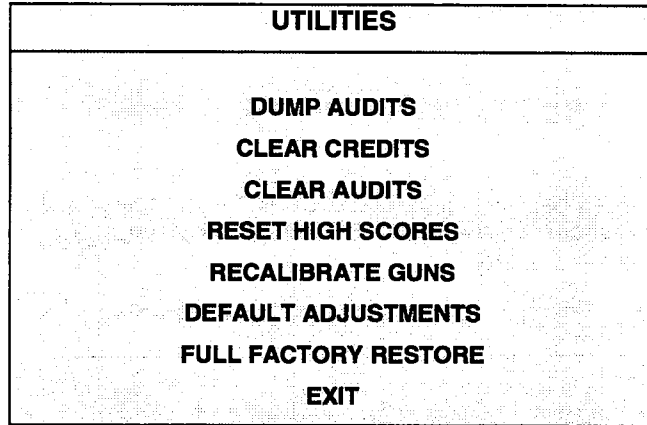 UTILITIES
DUMP AUDITS
CLEAR CREDITS
CLEAR AUDITS
RESET HIGH SCORES
RECALIBRATE GUNS
DEFAULT ADJUSTMENTS
FULL FACTORY RESTORE
EXIT